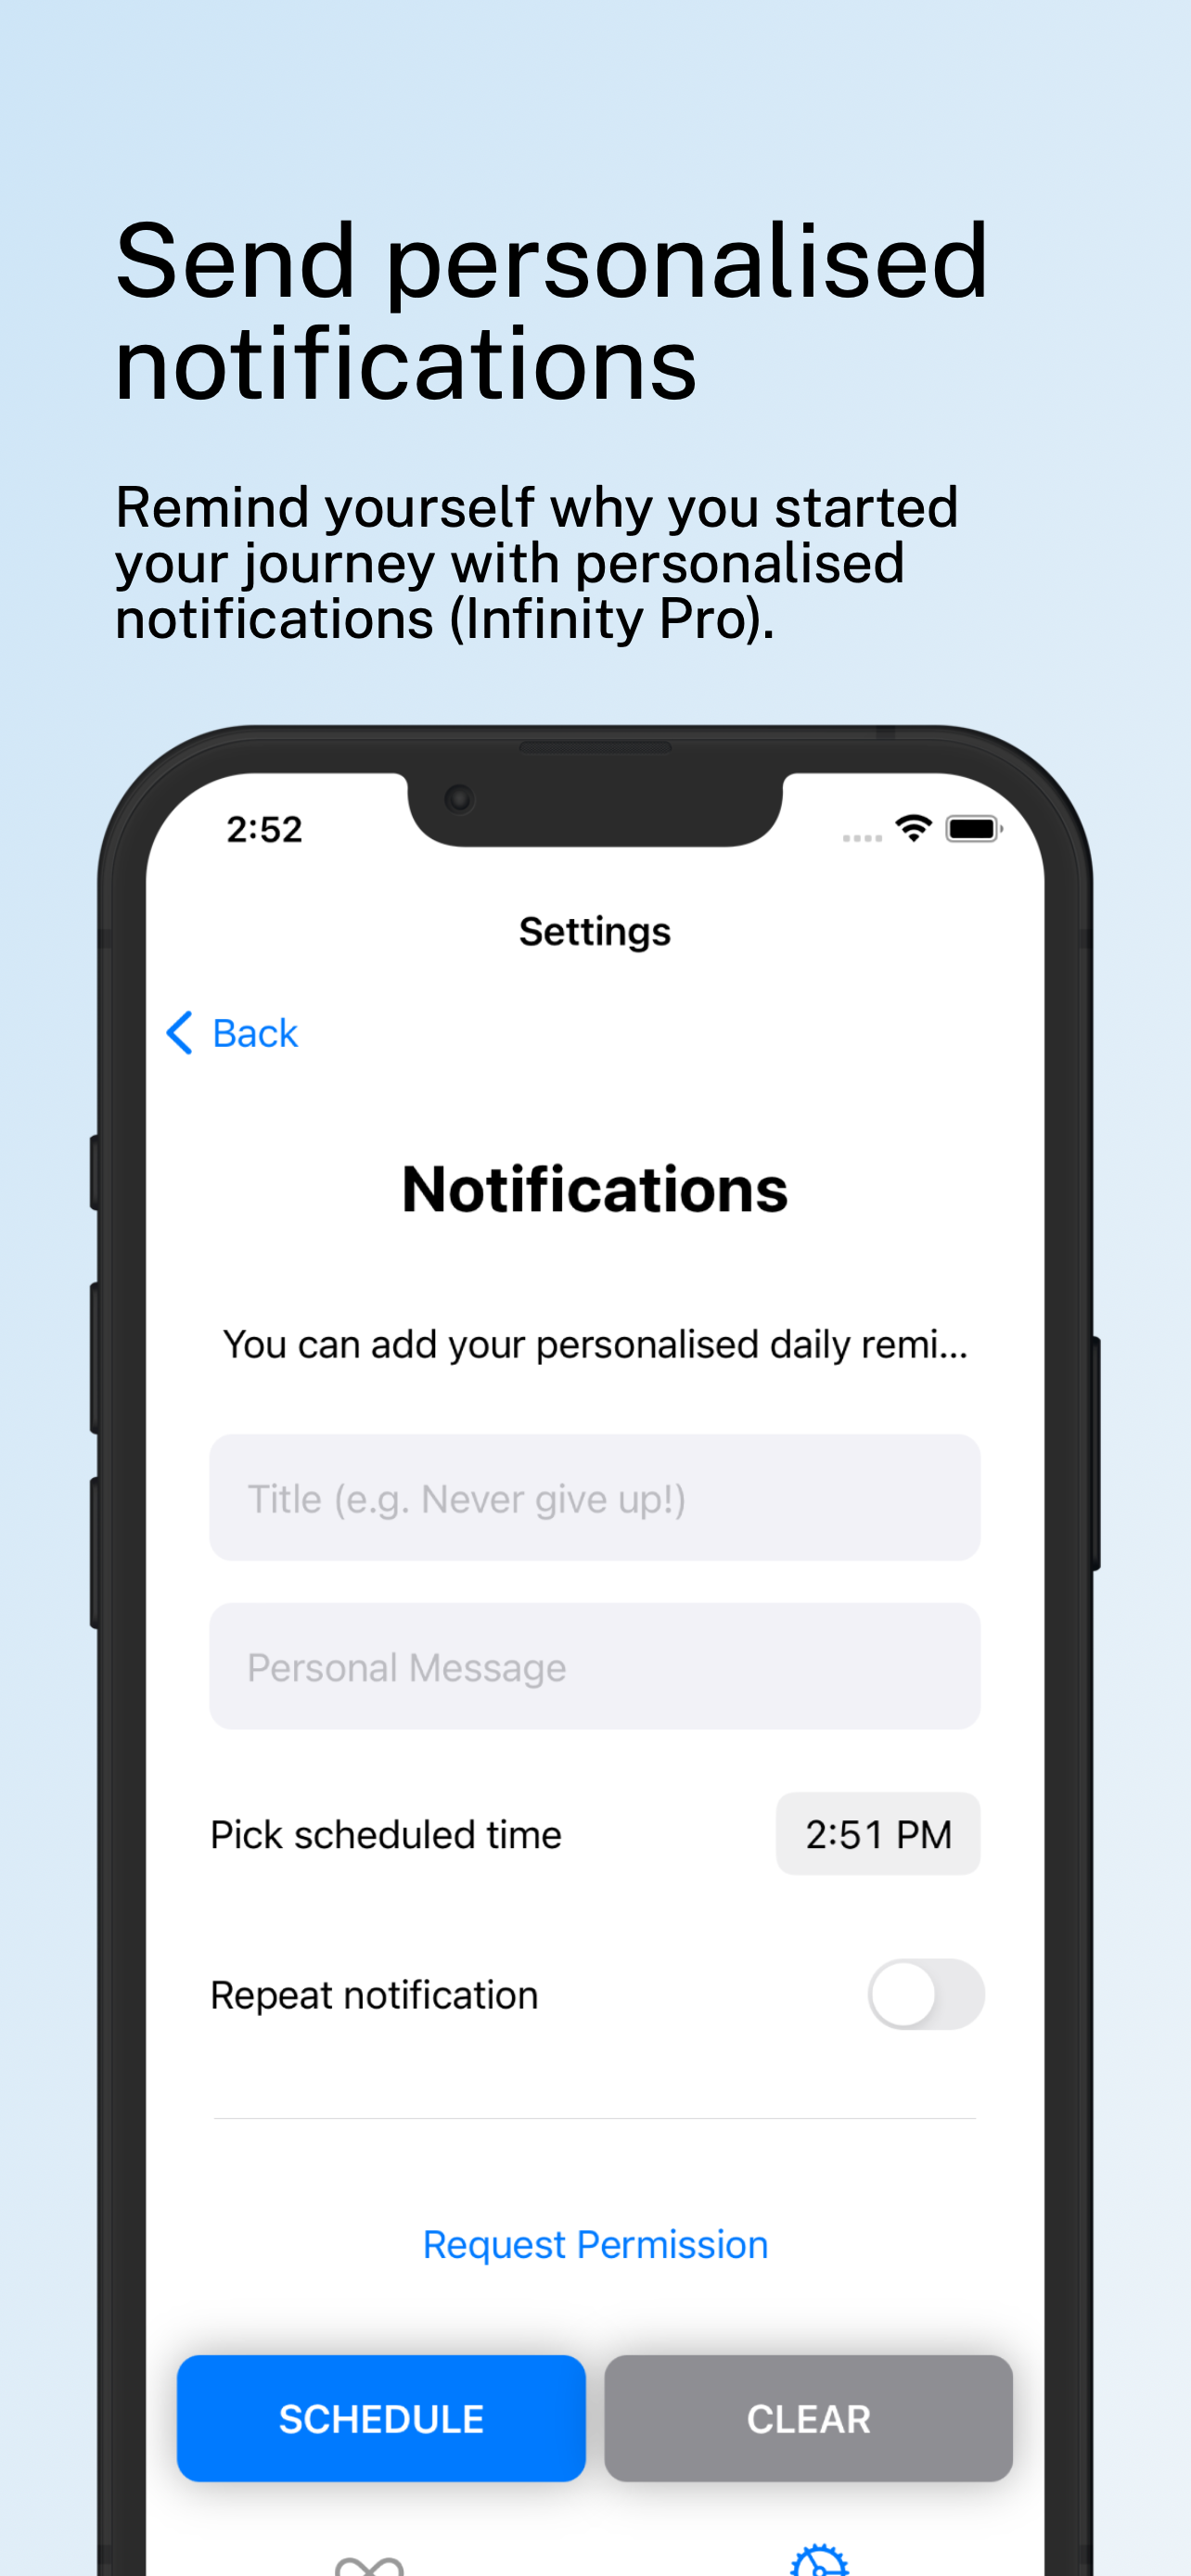 Send personalised
notifications
Remind yourself why you started
your journey with personalised
notifications (Infinity Pro).
2:52
Settings
Back
Notifications
You can add your personalised daily remi...
Title (e.g. Never give up!)
Personal Message
Pick scheduled time
2:51 PM
Repeat notification
Request Permission
SCHEDULE
CLEAR